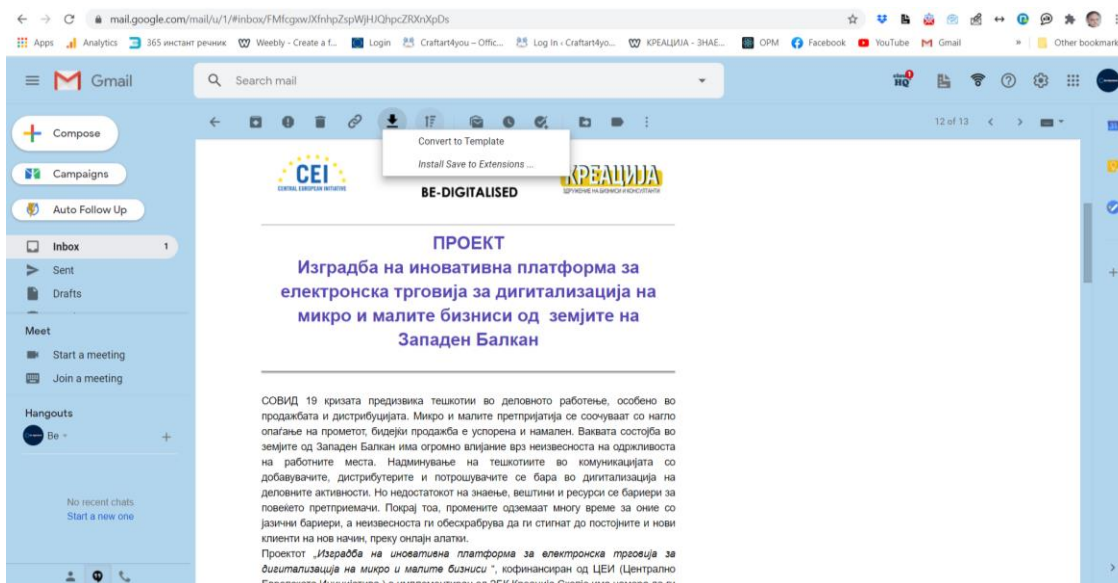 mail.google.com/mail/u/1/#inbox/FMfcgxwJXfnhpZspWjHJQhpcZRXnXpDs
Apps Analytics 365 инстант речник Weebly - Create a f... Login Craftart4you – Offic... Log In ‹ Craftart4yo... КРЕАЦИЈА - ЗНАЕ... OPM Facebook YouTube Gmail » Other bookmark
Gmail
Search mail
HQ
Compose
12 of 13
Convert to Template
Install Save to Extensions ...
Campaigns
Auto Follow Up
Inbox 1
Sent
Drafts
Meet
Start a meeting
Join a meeting
Hangouts
Be
No recent chats
Start a new one
CEI
CENTRAL EUROPEAN INITIATIVE
BE-DIGITALISED
КРЕАЦИЈА
ЗДРУЖЕНИЕ НА БИЗНИСИ И КОНСУЛТАНТИ
ПРОЕКТ
Изградба на иновативна платформа за
електронска трговија за дигитализација на
микро и малите бизниси од земјите на
Западен Балкан
СОВИД 19 кризата предизвика тешкотии во деловното работење, особено во
продажбата и дистрибуцијата. Микро и малите претпријатија се соочуваат со нагло
опаѓање на прометот, бидејќи продажба е успорена и намален. Ваквата состојба во
земјите од Западен Балкан има огромно влијание врз неизвесноста на одржливоста
на работните места. Надминување на тешкотиите во комуникацијата со
добавувачите, дистрибутерите и потрошувачите се бара во дигитализација на
деловните активности. Но недостатокот на знаење, вештини и ресурси се бариери за
повеќето претприемачи. Покрај тоа, промените одземаат многу време за оние со
јазични бариери, а неизвесноста ги обесхрабрува да ги стигнат до постојните и нови
клиенти на нов начин, преку онлајн алатки.
Проектот „Изградба на иновативна платформа за електронска трговија за
дигитализација на микро и малите бизниси ", кофинансиран од ЦЕИ (Централно